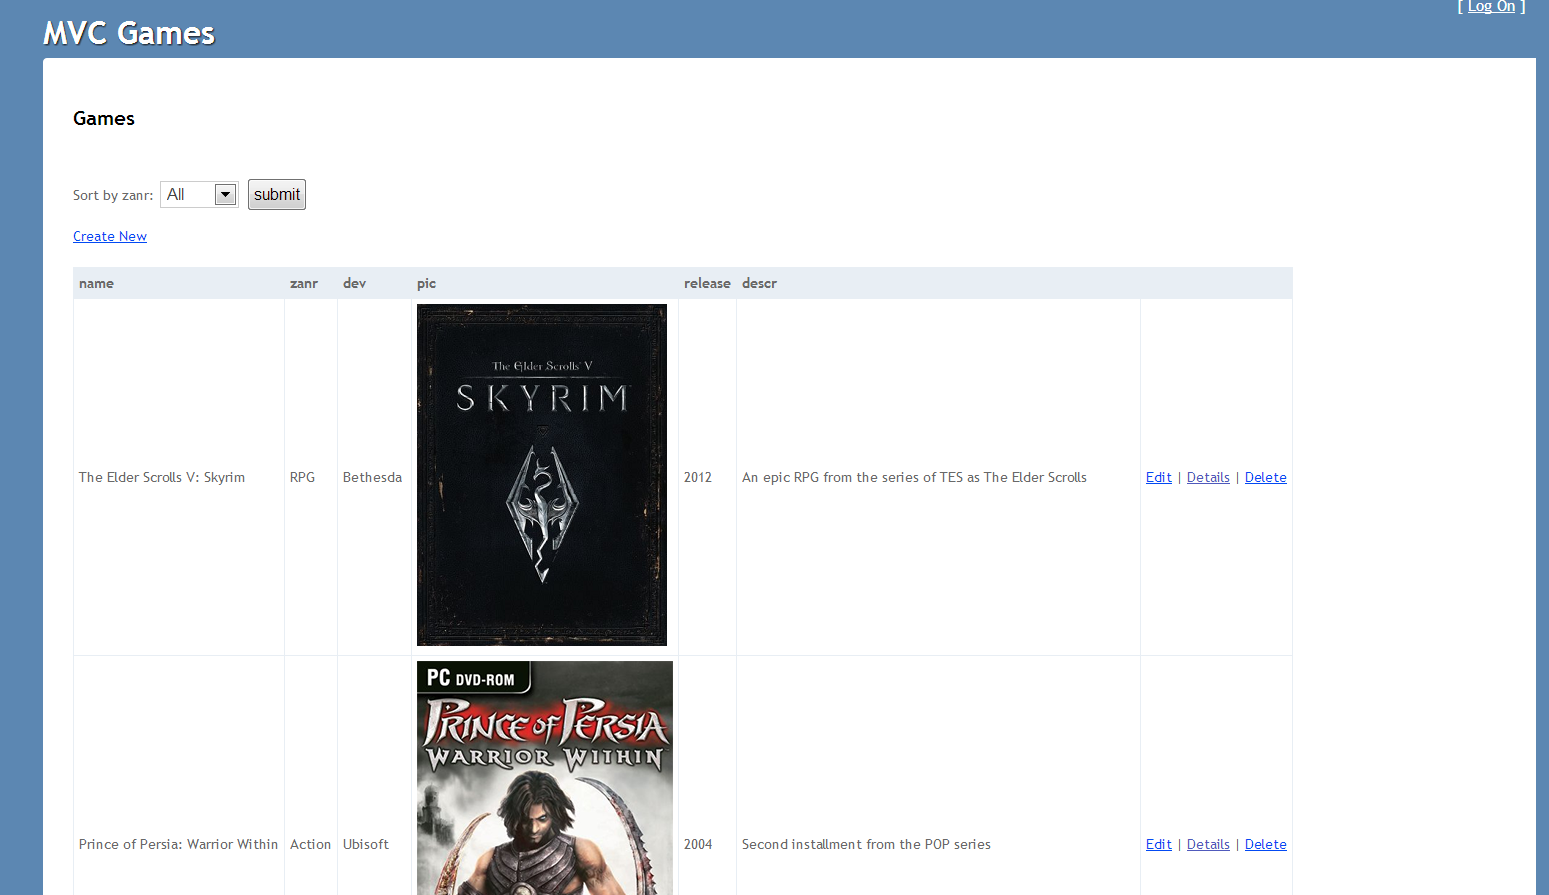 [ Log On ]
MVC Games
Games
Sort by zanr: All submit
Create New
name zanr dev pic release descr
The Elder Scrolls V
SKYRIM
The Elder Scrolls V: Skyrim RPG Bethesda 2012 An epic RPG from the series of TES as The Elder Scrolls Edit | Details | Delete
PC DVD-ROM
PRINCE OF PERSIA
WARRIOR WITHIN
Prince of Persia: Warrior Within Action Ubisoft 2004 Second installment from the POP series Edit | Details | Delete